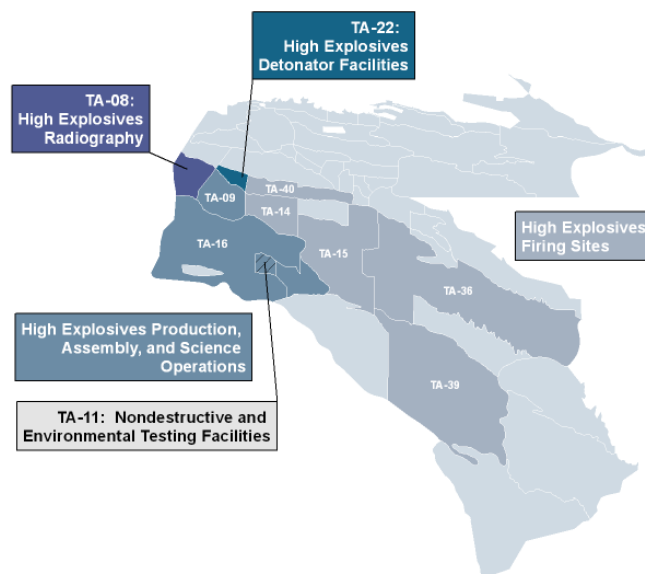 TA-22:
High Explosives
Detonator Facilities
TA-08:
High Explosives
Radiography
TA-40
TA-09
TA-14
High Explosives
Firing Sites
TA-16
TA-15
TA-36
High Explosives Production,
Assembly, and Science
Operations
TA-39
TA-11: Nondestructive and
Environmental Testing Facilities